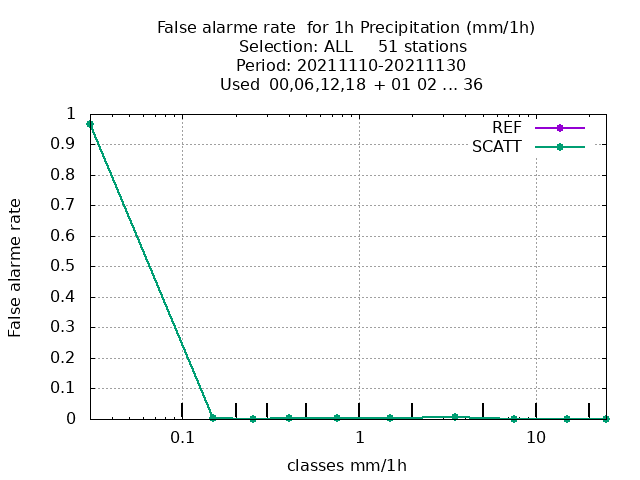 False alarme rate  for 1h Precipitation (mm/1h)
Selection: ALL     51 stations
Period: 20211110-20211130
Used  00,06,12,18  + 01 02 ... 36
REF
SCATT
1
0.9
0.8
0.7
0.6
0.5
0.4
0.3
0.2
0.1
0
False alarme rate
0.1
1
10
classes mm/1h